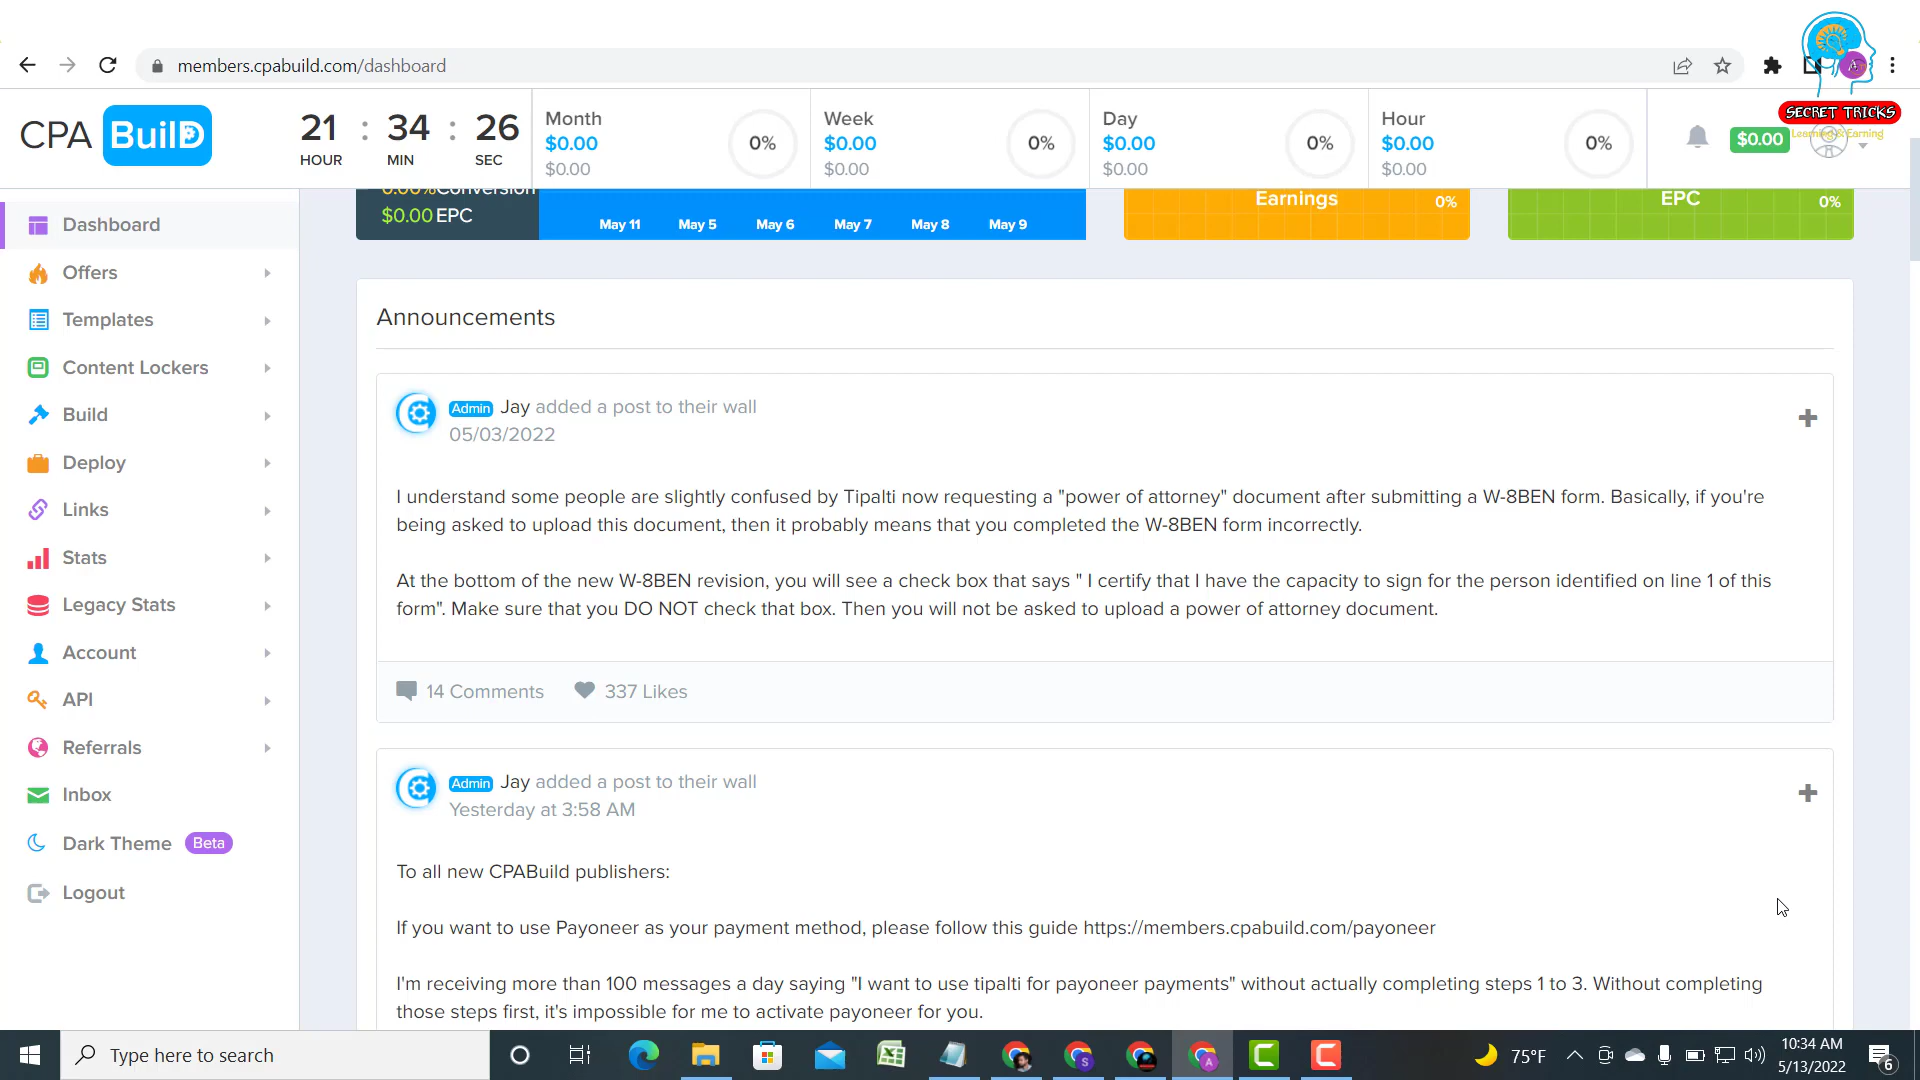 members.cpabuild.com/dashboard
SECRET TRICKS
Learning & Earning
CPA BuilD
21 : 34 : 26
HOUR MIN SEC
Month
$0.00
$0.00
0%
Week
$0.00
$0.00
0%
Day
$0.00
$0.00
0%
Hour
$0.00
$0.00
0%
$0.00
Dashboard
Offers
Templates
Content Lockers
Build
Deploy
Links
Stats
Legacy Stats
Account
API
Referrals
Inbox
Dark Theme Beta
Logout
0.00%Conversion
$0.00 EPC
May 11 May 5 May 6 May 7 May 8 May 9
Earnings 0%
EPC 0%
Announcements
Admin Jay added a post to their wall
05/03/2022
I understand some people are slightly confused by Tipalti now requesting a "power of attorney" document after submitting a W-8BEN form. Basically, if you're
being asked to upload this document, then it probably means that you completed the W-8BEN form incorrectly.
At the bottom of the new W-8BEN revision, you will see a check box that says " I certify that I have the capacity to sign for the person identified on line 1 of this
form". Make sure that you DO NOT check that box. Then you will not be asked to upload a power of attorney document.
14 Comments 337 Likes
Admin Jay added a post to their wall
Yesterday at 3:58 AM
To all new CPABuild publishers:
If you want to use Payoneer as your payment method, please follow this guide https://members.cpabuild.com/payoneer
I'm receiving more than 100 messages a day saying "I want to use tipalti for payoneer payments" without actually completing steps 1 to 3. Without completing
those steps first, it's impossible for me to activate payoneer for you.
Type here to search
S
A
75°F
10:34 AM
5/13/2022
6